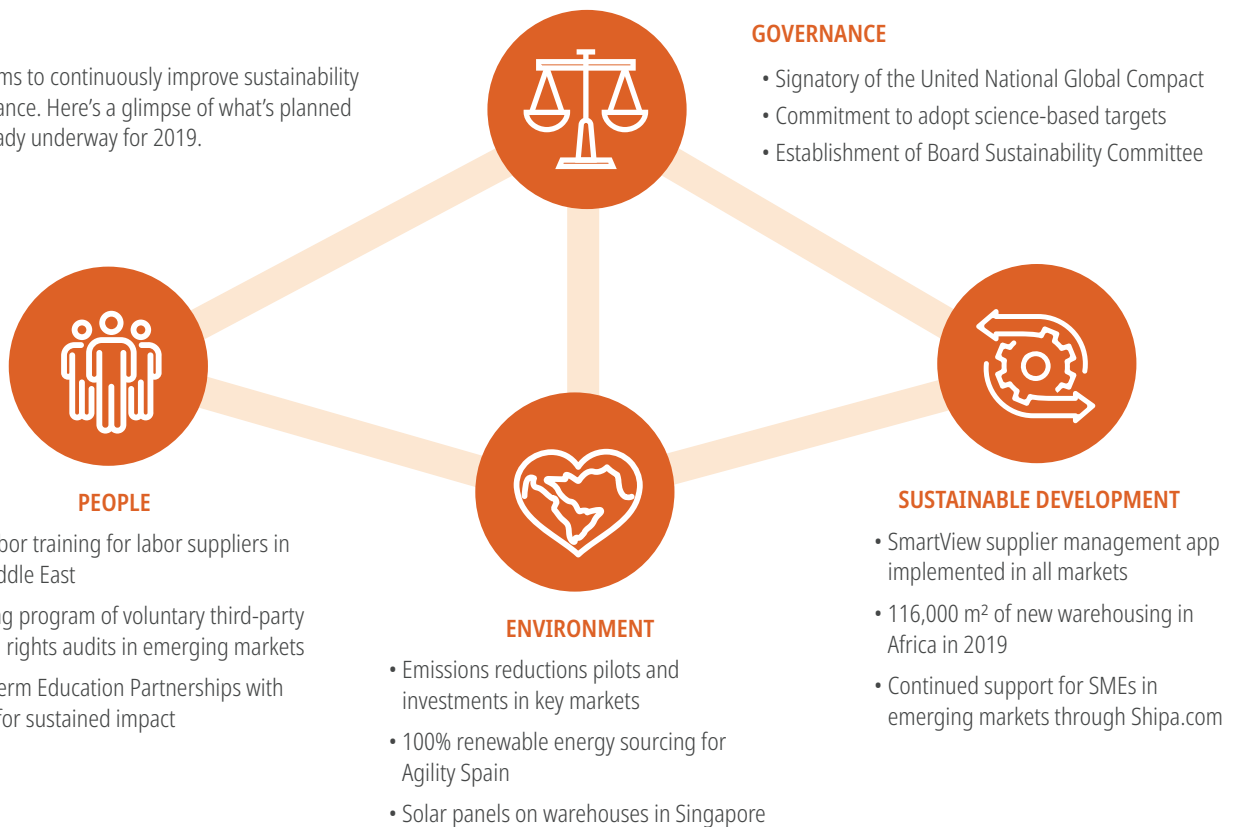 ms to continuously improve sustainability
ance. Here's a glimpse of what's planned
ady underway for 2019.
GOVERNANCE
• Signatory of the United National Global Compact
• Commitment to adopt science-based targets
• Establishment of Board Sustainability Committee
PEOPLE
bor training for labor suppliers in
ddle East
ng program of voluntary third-party
rights audits in emerging markets
erm Education Partnerships with
for sustained impact
ENVIRONMENT
• Emissions reductions pilots and
investments in key markets
• 100% renewable energy sourcing for
Agility Spain
• Solar panels on warehouses in Singapore
SUSTAINABLE DEVELOPMENT
• SmartView supplier management app
implemented in all markets
• 116,000 m² of new warehousing in
Africa in 2019
• Continued support for SMEs in
emerging markets through Shipa.com